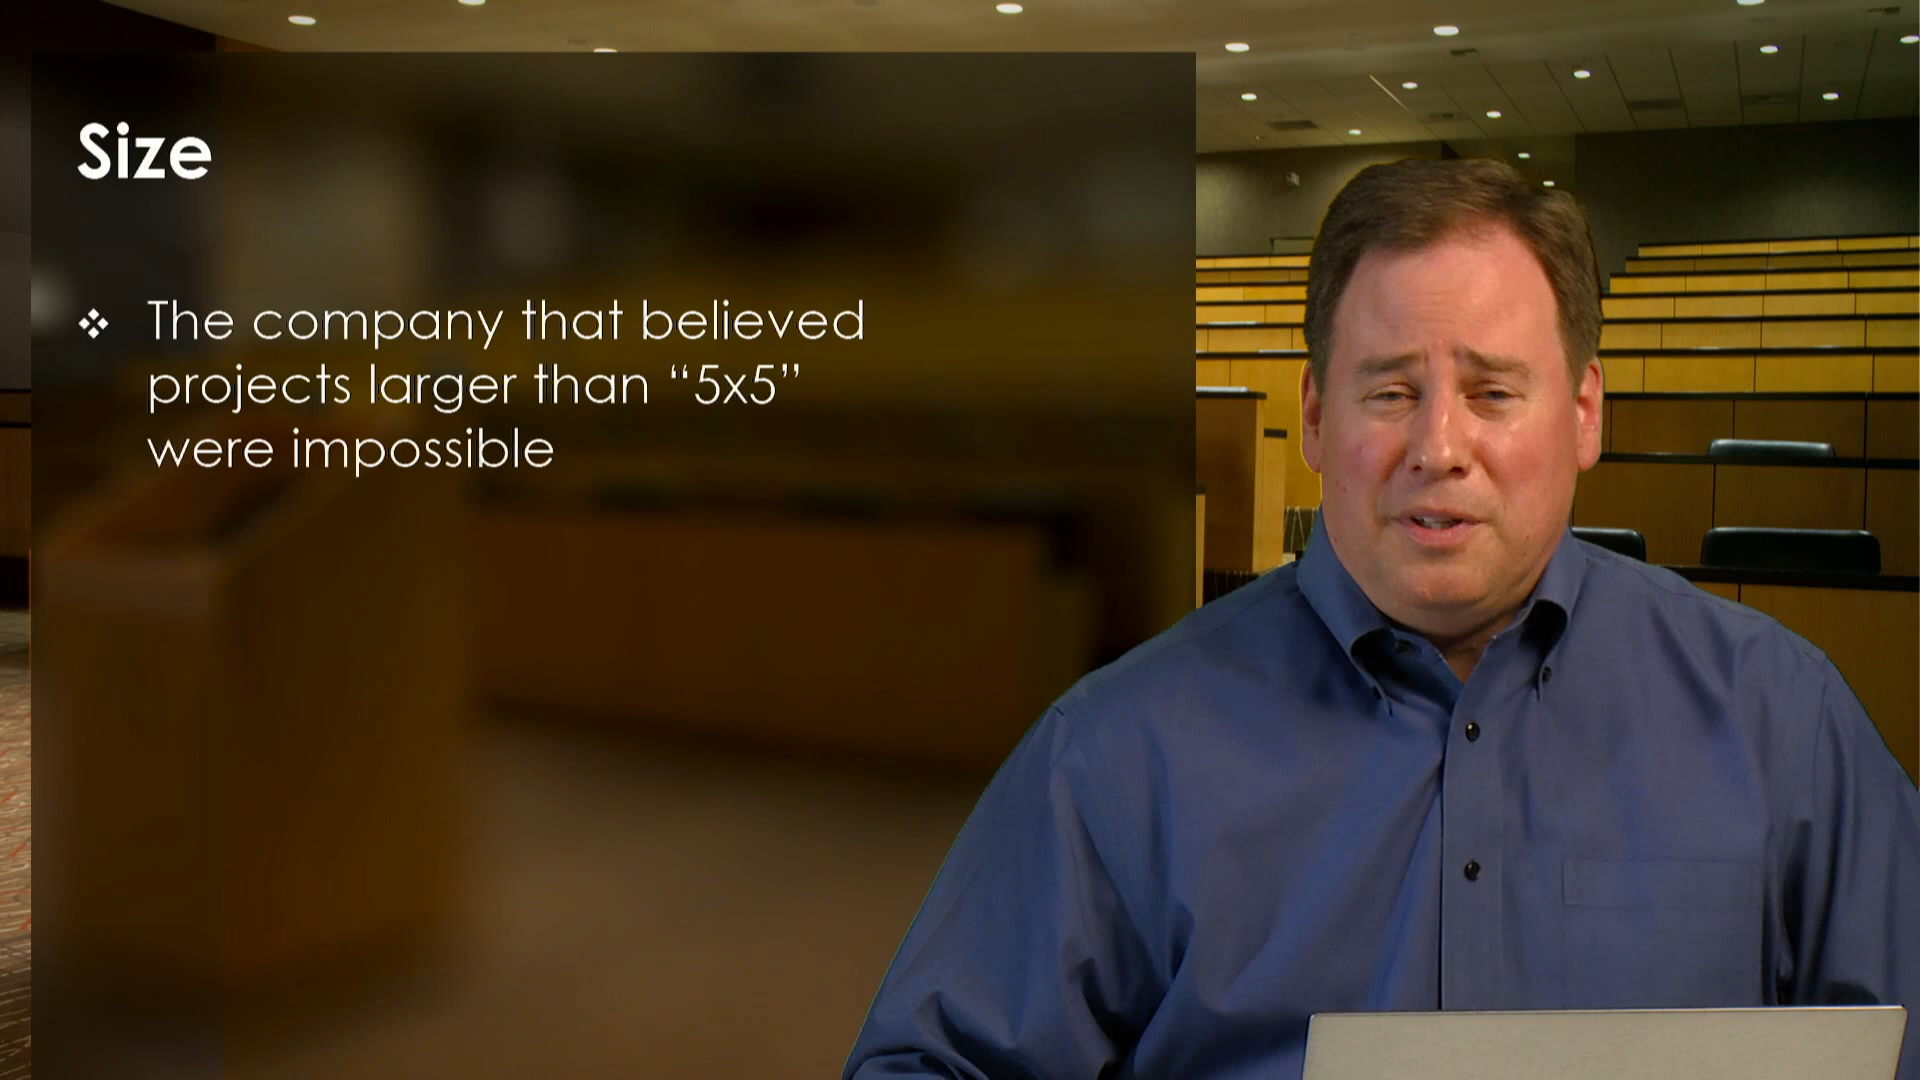 Size
❖ The company that believed
projects larger than “5x5”
were impossible